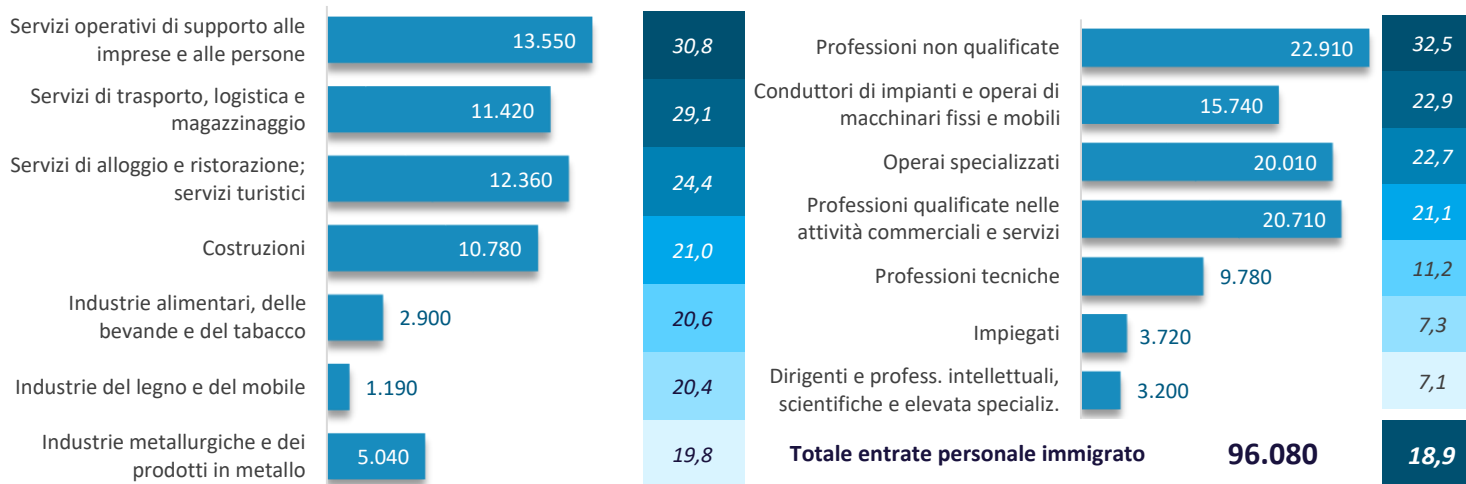 Servizi operativi di supporto alle
imprese e alle persone
13.550
30,8
Servizi di trasporto, logistica e
magazzinaggio
11.420
29,1
Servizi di alloggio e ristorazione;
servizi turistici
12.360
24,4
Costruzioni
10.780
21,0
Industrie alimentari, delle
bevande e del tabacco
2.900
20,6
Industrie del legno e del mobile
1.190
20,4
Industrie metallurgiche e dei
prodotti in metallo
5.040
19,8
Professioni non qualificate
22.910
32,5
Conduttori di impianti e operai di
macchinari fissi e mobili
15.740
22,9
Operai specializzati
20.010
22,7
Professioni qualificate nelle
attività commerciali e servizi
20.710
21,1
Professioni tecniche
9.780
11,2
Impiegati
3.720
7,3
Dirigenti e profess. intellettuali,
scientifiche e elevata specializ.
3.200
7,1
Totale entrate personale immigrato
96.080
18,9